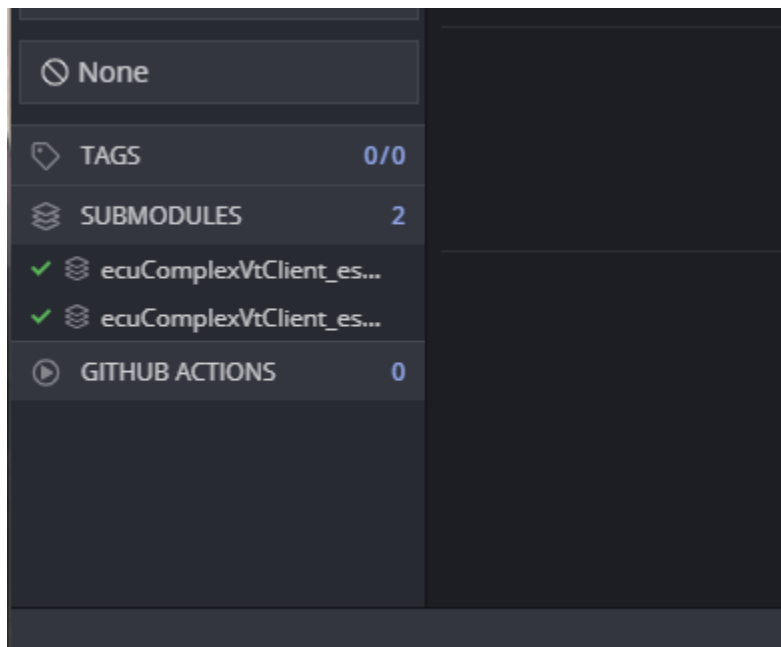 None
TAGS 0/0
SUBMODULES 2
ecuComplexVtClient_es...
ecuComplexVtClient_es...
GITHUB ACTIONS 0